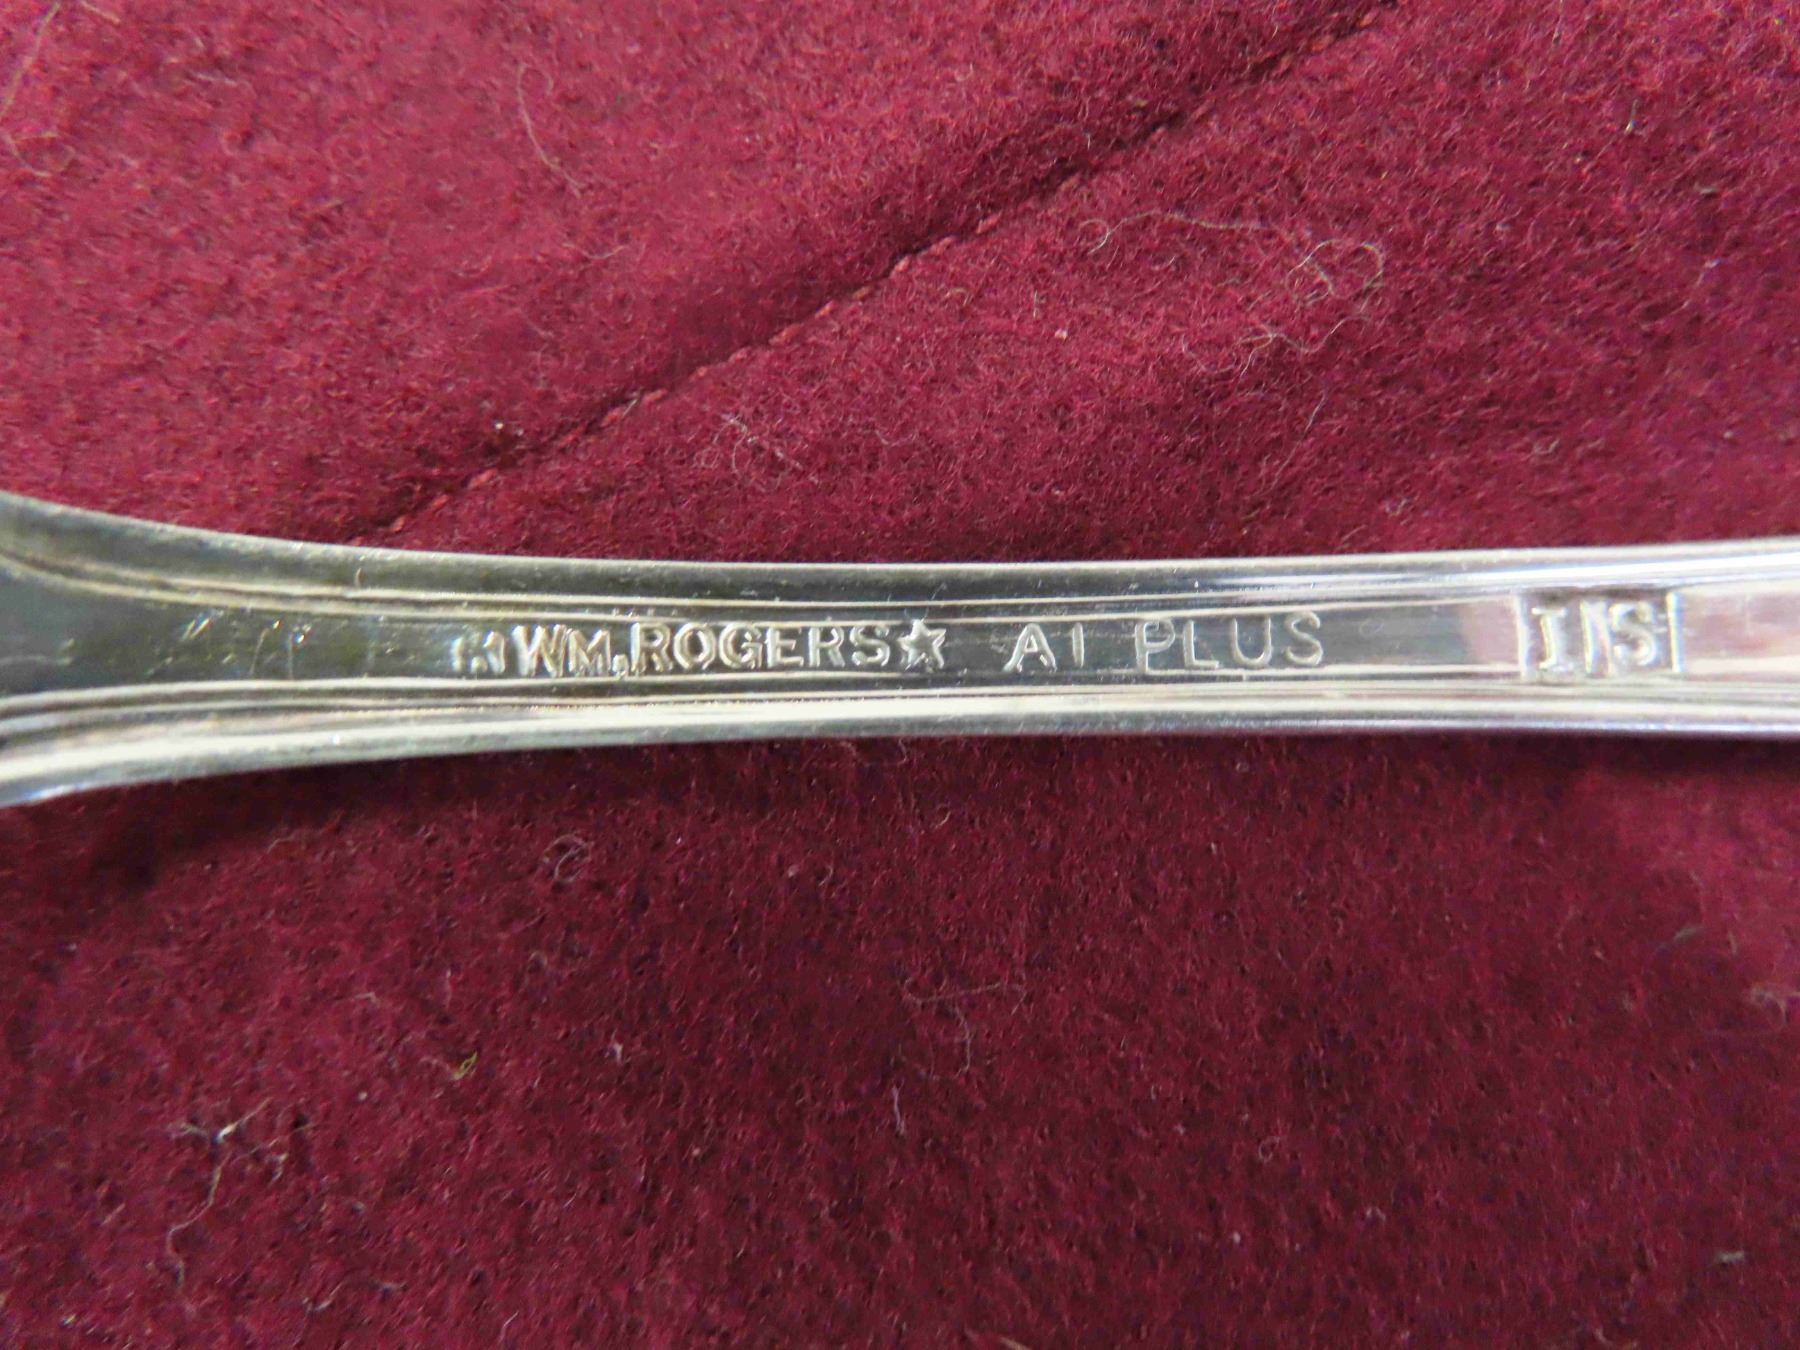 WM. ROGERS★ A1 PLUS IS